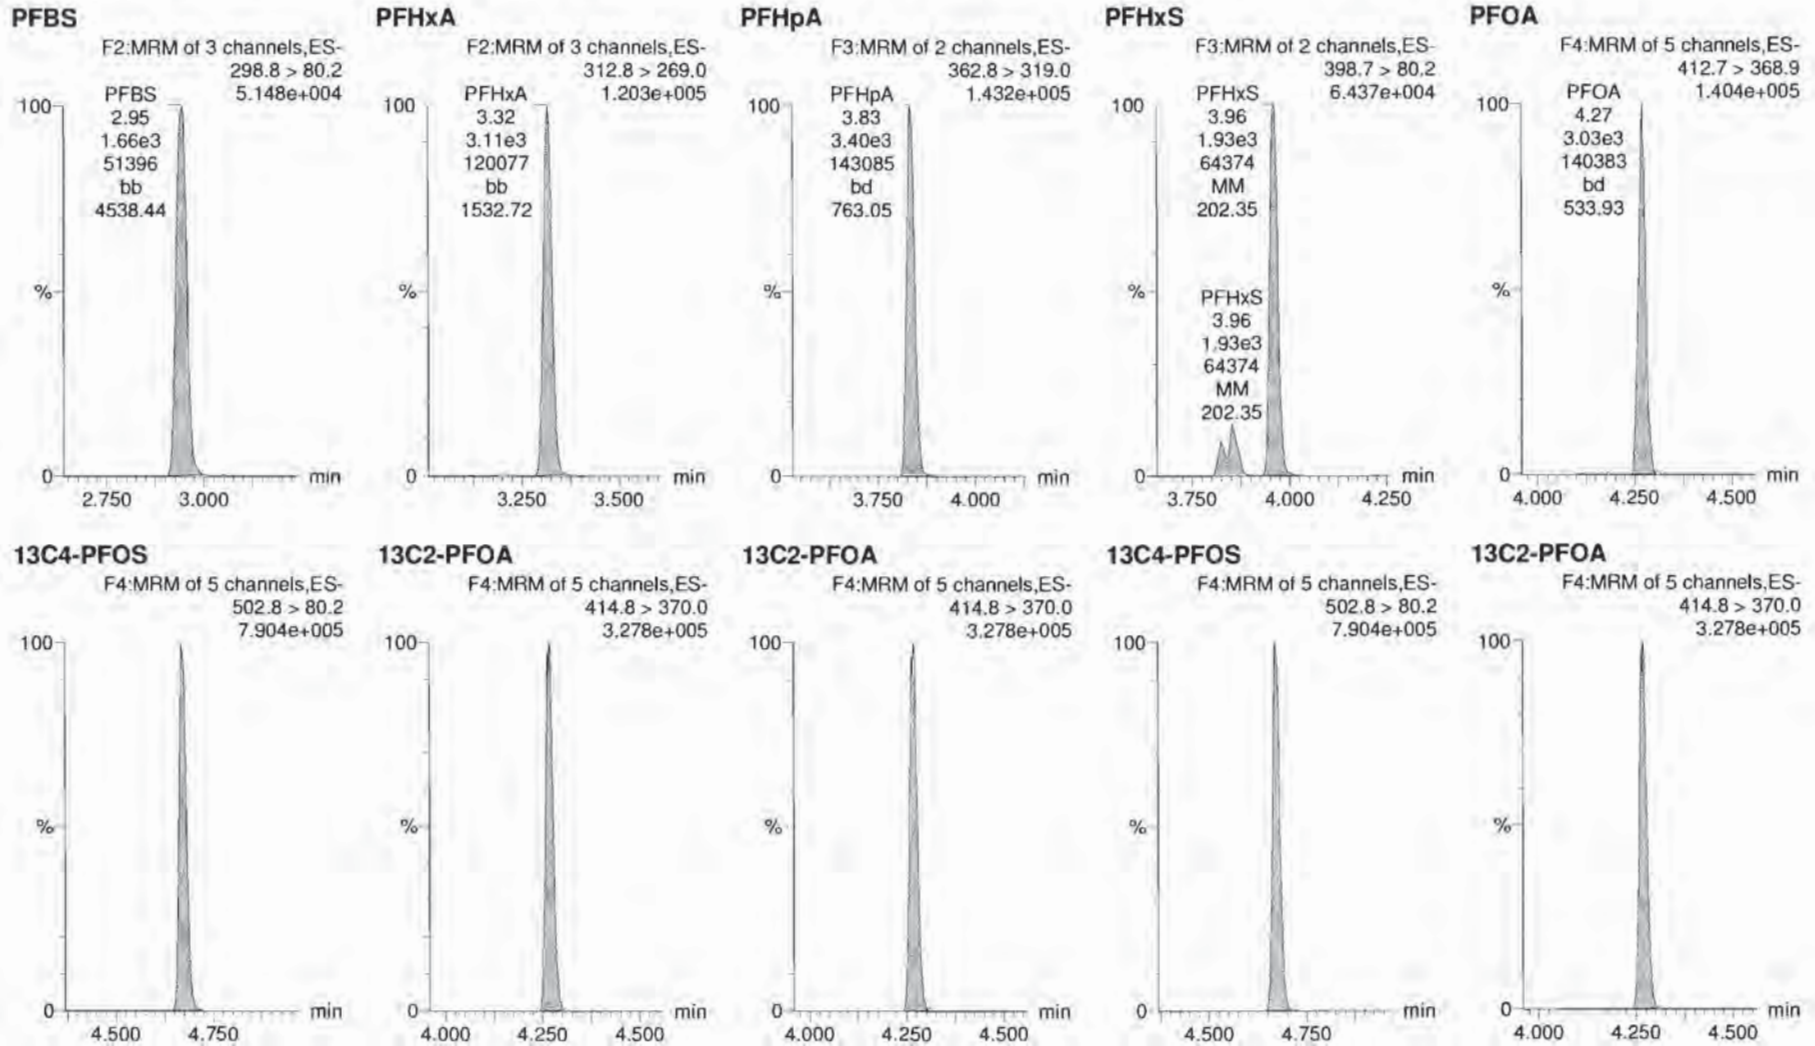 PFBS
F2:MRM of 3 channels,ES-
298.8 > 80.2
5.148e+004
PFBS
2.95
1.66e3
51396
bb
4538.44
100
%
0
min
2.750 3.000
PFHxA
F2:MRM of 3 channels,ES-
312.8 > 269.0
1.203e+005
PFHxA
3.32
3.11e3
120077
bb
1532.72
100
%
0
min
3.250 3.500
PFHpA
F3:MRM of 2 channels,ES-
362.8 > 319.0
1.432e+005
PFHpA
3.83
3.40e3
143085
bd
763.05
100
%
0
min
3.750 4.000
PFHxS
F3:MRM of 2 channels,ES-
398.7 > 80.2
6.437e+004
PFHxS
3.96
1.93e3
64374
MM
202.35
100
%
PFHxS
3.96
1.93e3
64374
MM
202.35
0
min
3.750 4.000 4.250
PFOA
F4:MRM of 5 channels,ES-
412.7 > 368.9
1.404e+005
PFOA
4.27
3.03e3
140383
bd
533.93
100
%
0
min
4.000 4.250 4.500
13C4-PFOS
F4:MRM of 5 channels,ES-
502.8 > 80.2
7.904e+005
100
%
0
min
4.500 4.750
13C2-PFOA
F4:MRM of 5 channels,ES-
414.8 > 370.0
3.278e+005
100
%
0
min
4.000 4.250 4.500
13C2-PFOA
F4:MRM of 5 channels,ES-
414.8 > 370.0
3.278e+005
100
%
0
min
4.000 4.250 4.500
13C4-PFOS
F4:MRM of 5 channels,ES-
502.8 > 80.2
7.904e+005
100
%
0
min
4.500 4.750
13C2-PFOA
F4:MRM of 5 channels,ES-
414.8 > 370.0
3.278e+005
100
%
0
min
4.000 4.250 4.500